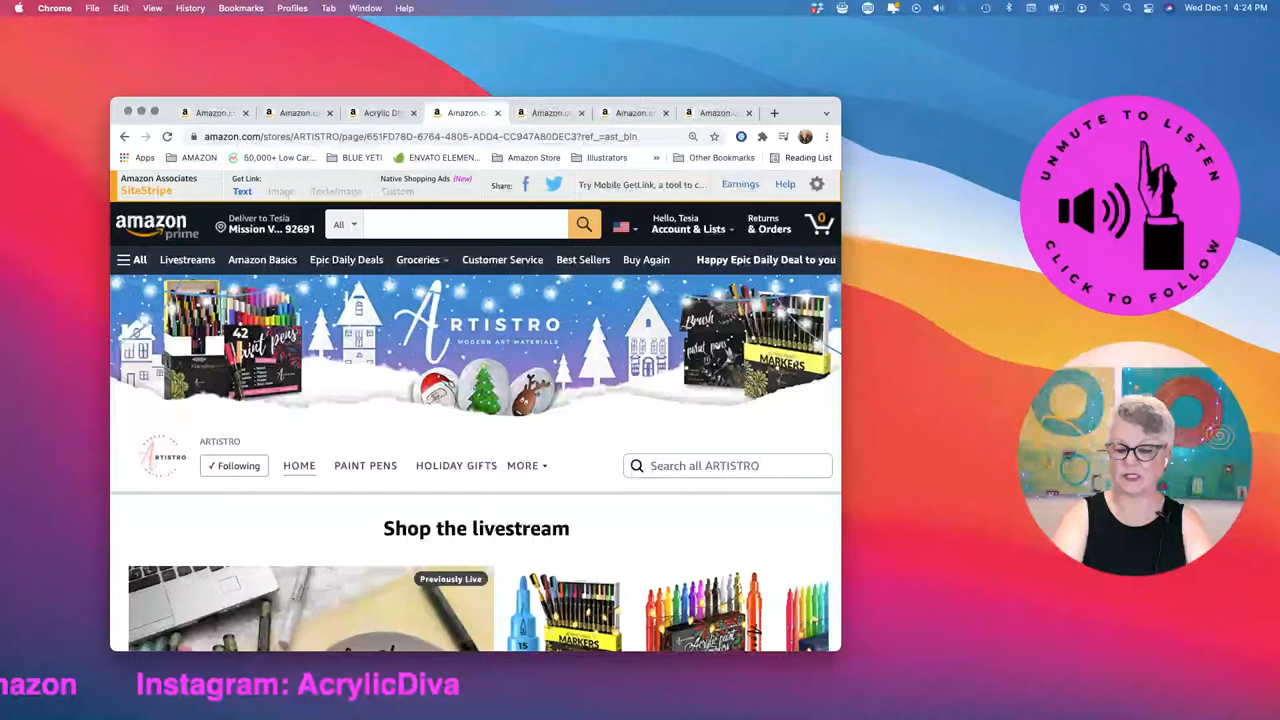 Chrome File Edit View History Bookmarks Profiles Tab Window Help Wed Dec 1 4:24 PM
Amazon.c Amazon.c Acrylic Di Amazon.c Amazon.c Amazon.c Amazon.
amazon.com/stores/ARTISTRO/page/651FD78D-6764-4805-ADD4-CC947A80DEC3?ref_=ast_bln
Apps AMAZON 50,000+ Low Car... BLUE YETI ENVATO ELEMEN... Amazon Store Illustrators » Other Bookmarks Reading List
Amazon Associates
SiteStripe
Get Link:
Text Image Text+Image
Native Shopping Ads (New)
Custom
Share:
Try Mobile GetLink, a tool to c...
Earnings Help
amazon
prime
Deliver to Tesia
Mission V... 92691
All
Hello, Tesia
Account & Lists
Returns
& Orders
0
All Livestreams Amazon Basics Epic Daily Deals Groceries Customer Service Best Sellers Buy Again Happy Epic Daily Deal to you
42
Paint pens
ARTISTRO
MODERN ART MATERIALS
Brush
paint pens
MARKERS
ARTISTRO
ARTISTRO
✓ Following
HOME PAINT PENS HOLIDAY GIFTS MORE
Search all ARTISTRO
Shop the livestream
Previously Live
15
MARKERS
Acrylic paint
UNMUTE TO LISTEN
CLICK TO FOLLOW
mazon Instagram: AcrylicDiva